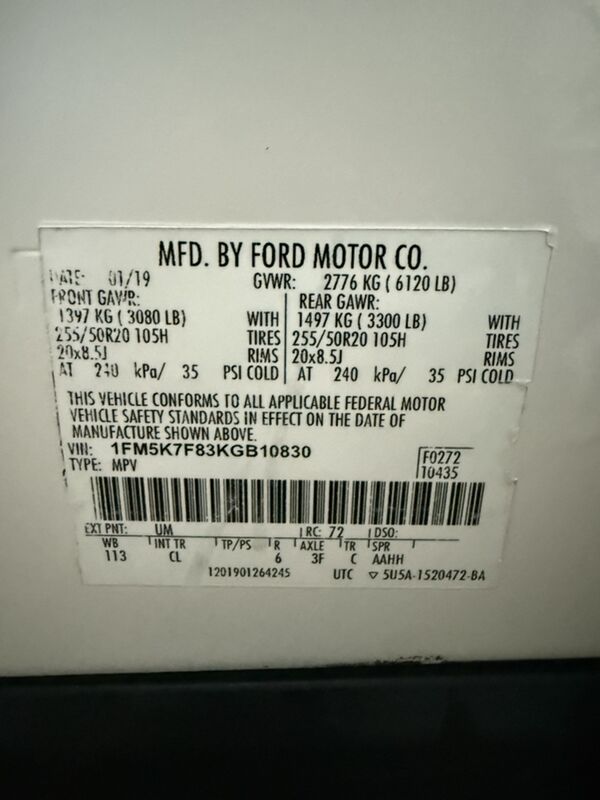 MFD. BY FORD MOTOR CO.
DATE: 01/19 GVWR: 2776 KG ( 6120 LB)
FRONT GAWR: REAR GAWR:
1397 KG ( 3080 LB) WITH 1497 KG ( 3300 LB) WITH
255/50R20 105H TIRES 255/50R20 105H TIRES
20x8.5J RIMS 20x8.5J RIMS
AT 240 kPa/ 35 PSI COLD AT 240 kPa/ 35 PSI COLD
THIS VEHICLE CONFORMS TO ALL APPLICABLE FEDERAL MOTOR
VEHICLE SAFETY STANDARDS IN EFFECT ON THE DATE OF
MANUFACTURE SHOWN ABOVE.
VIN: 1FM5K7F83KGB10830 F0272
TYPE: MPV 10435
EXT PNT: UM RC: 72 DSO:
WB INT TR TP/PS R AXLE TR SPR
113 CL 6 3F C AAHH
1201901264245 UTC ▽ 5U5A-1520472-BA